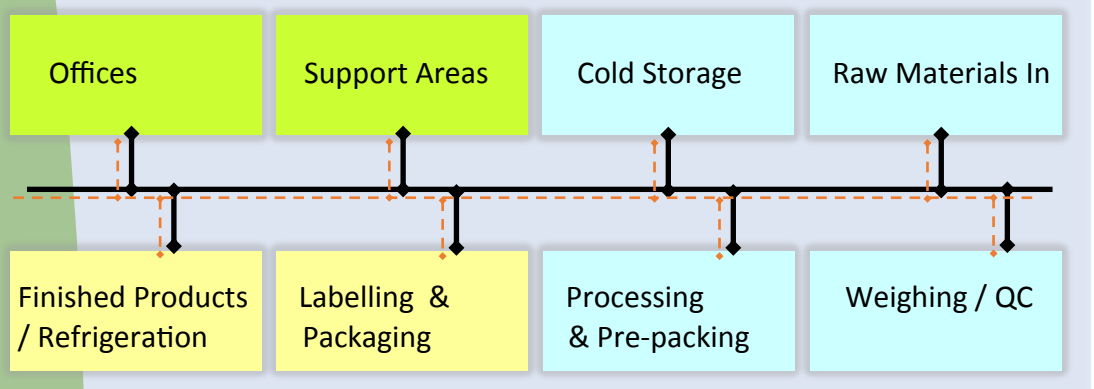 Offices
Support Areas
Cold Storage
Raw Materials In
Finished Products
/ Refrigeration
Labelling &
Packaging
Processing
& Pre-packing
Weighing / QC